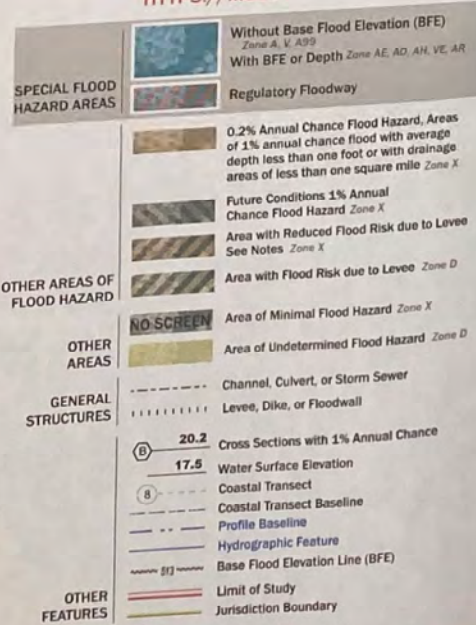 Without Base Flood Elevation (BFE)
Zone A, V, A99
With BFE or Depth Zone AE, AO, AH, VE, AR
SPECIAL FLOOD
HAZARD AREAS
Regulatory Floodway
0.2% Annual Chance Flood Hazard, Areas
of 1% annual chance flood with average
depth less than one foot or with drainage
areas of less than one square mile Zone X
Future Conditions 1% Annual
Chance Flood Hazard Zone X
Area with Reduced Flood Risk due to Levee
See Notes Zone X
OTHER AREAS OF
FLOOD HAZARD
Area with Flood Risk due to Levee Zone D
NO SCREEN Area of Minimal Flood Hazard Zone X
OTHER
AREAS
Area of Undetermined Flood Hazard Zone D
GENERAL
STRUCTURES
Channel, Culvert, or Storm Sewer
Levee, Dike, or Floodwall
B 20.2 Cross Sections with 1% Annual Chance
17.5 Water Surface Elevation
8 Coastal Transect
Coastal Transect Baseline
Profile Baseline
Hydrographic Feature
513 Base Flood Elevation Line (BFE)
OTHER
FEATURES
Limit of Study
Jurisdiction Boundary